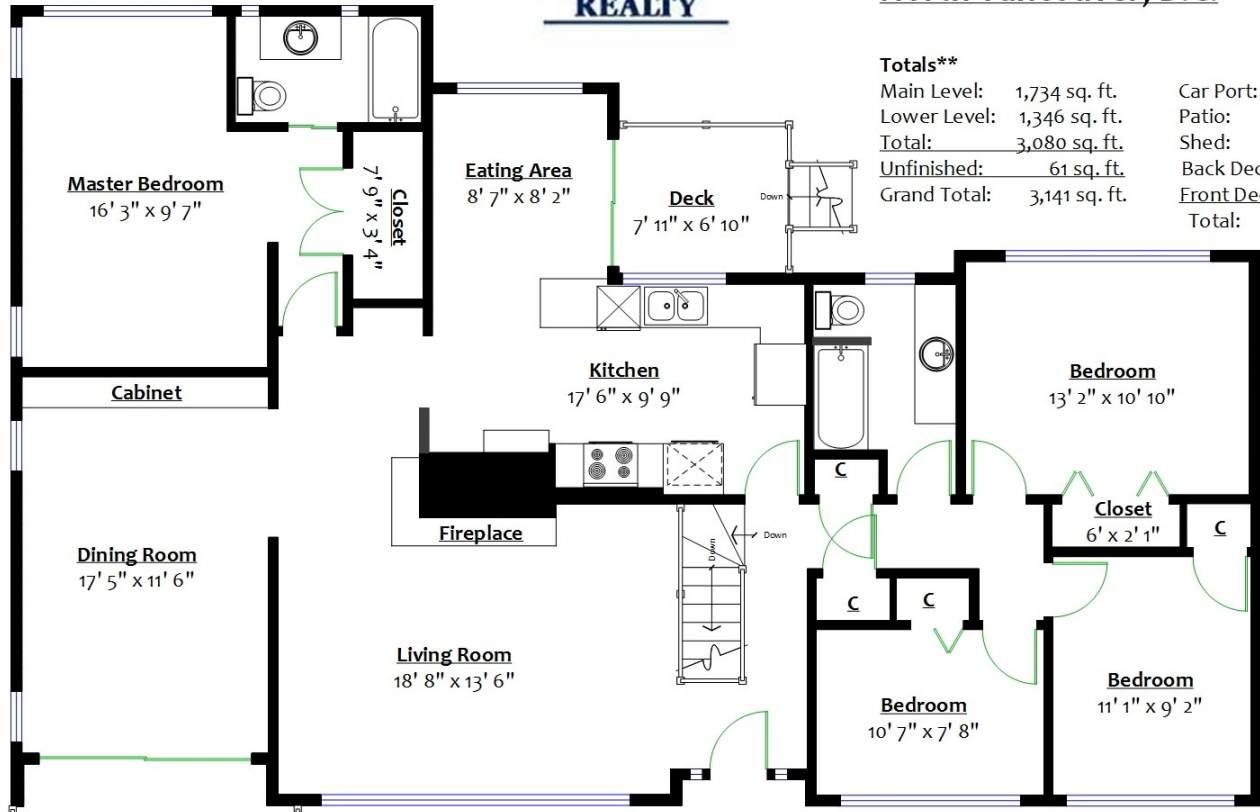 REALTY
Totals**
Main Level: 1,734 sq. ft. Car Port:
Lower Level: 1,346 sq. ft. Patio:
Total: 3,080 sq. ft. Shed:
Unfinished: 61 sq. ft. Back Dec
Grand Total: 3,141 sq. ft. Front De
Total:
Master Bedroom
16' 3" x 9' 7"
Closet
7' 9" x 3' 4"
Eating Area
8' 7" x 8' 2"
Deck
7' 11" x 6' 10"
Down
Cabinet
Kitchen
17' 6" x 9' 9"
Bedroom
13' 2" x 10' 10"
C
Closet
6' x 2' 1"
C
Fireplace
Down
Down
Dining Room
17' 5" x 11' 6"
C
C
Living Room
18' 8" x 13' 6"
Bedroom
10' 7" x 7' 8"
Bedroom
11' 1" x 9' 2"